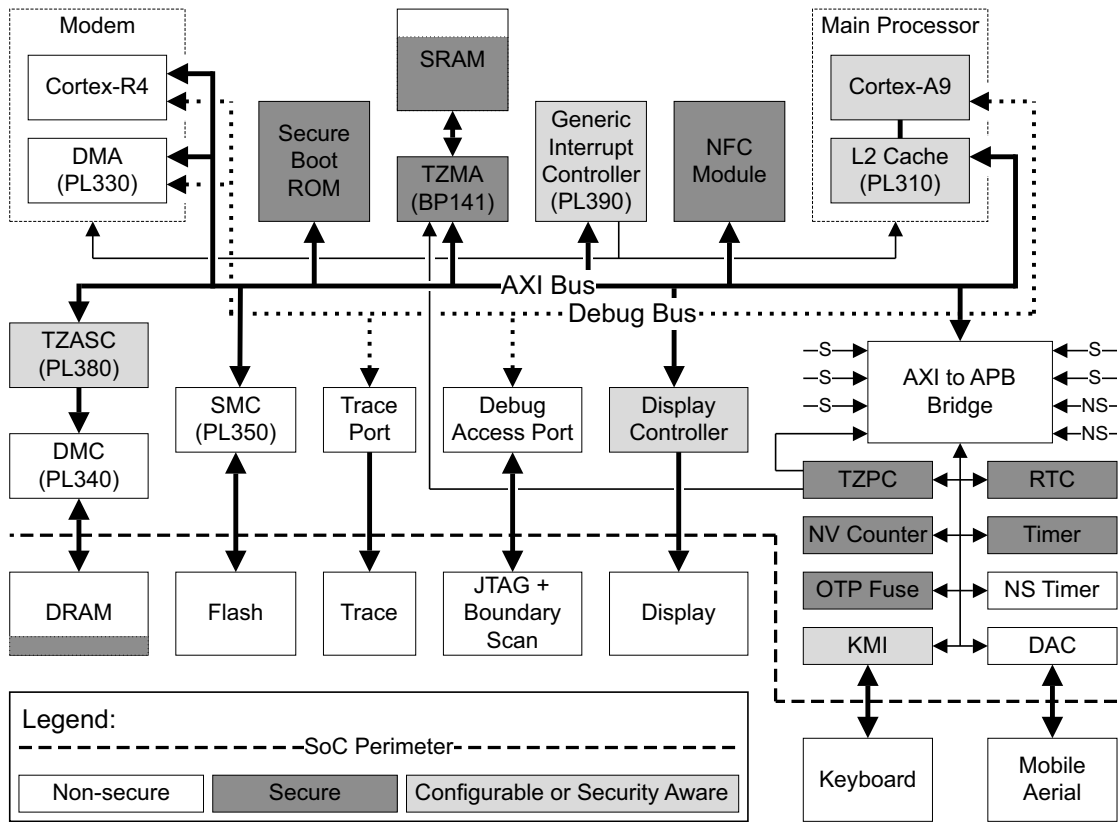 Modem
Cortex-R4
DMA
(PL330)
Secure
Boot
ROM
SRAM
TZMA
(BP141)
Generic
Interrupt
Controller
(PL390)
NFC
Module
Main Processor
Cortex-A9
L2 Cache
(PL310)
AXI Bus
Debug Bus
TZASC
(PL380)
DMC
(PL340)
SMC
(PL350)
Trace
Port
Debug
Access Port
Display
Controller
S
S
S
AXI to APB
Bridge
S
S
NS
NS
TZPC
RTC
NV Counter
Timer
OTP Fuse
NS Timer
KMI
DAC
DRAM
Flash
Trace
JTAG +
Boundary
Scan
Display
Keyboard
Mobile
Aerial
Legend:
SoC Perimeter
Non-secure
Secure
Configurable or Security Aware